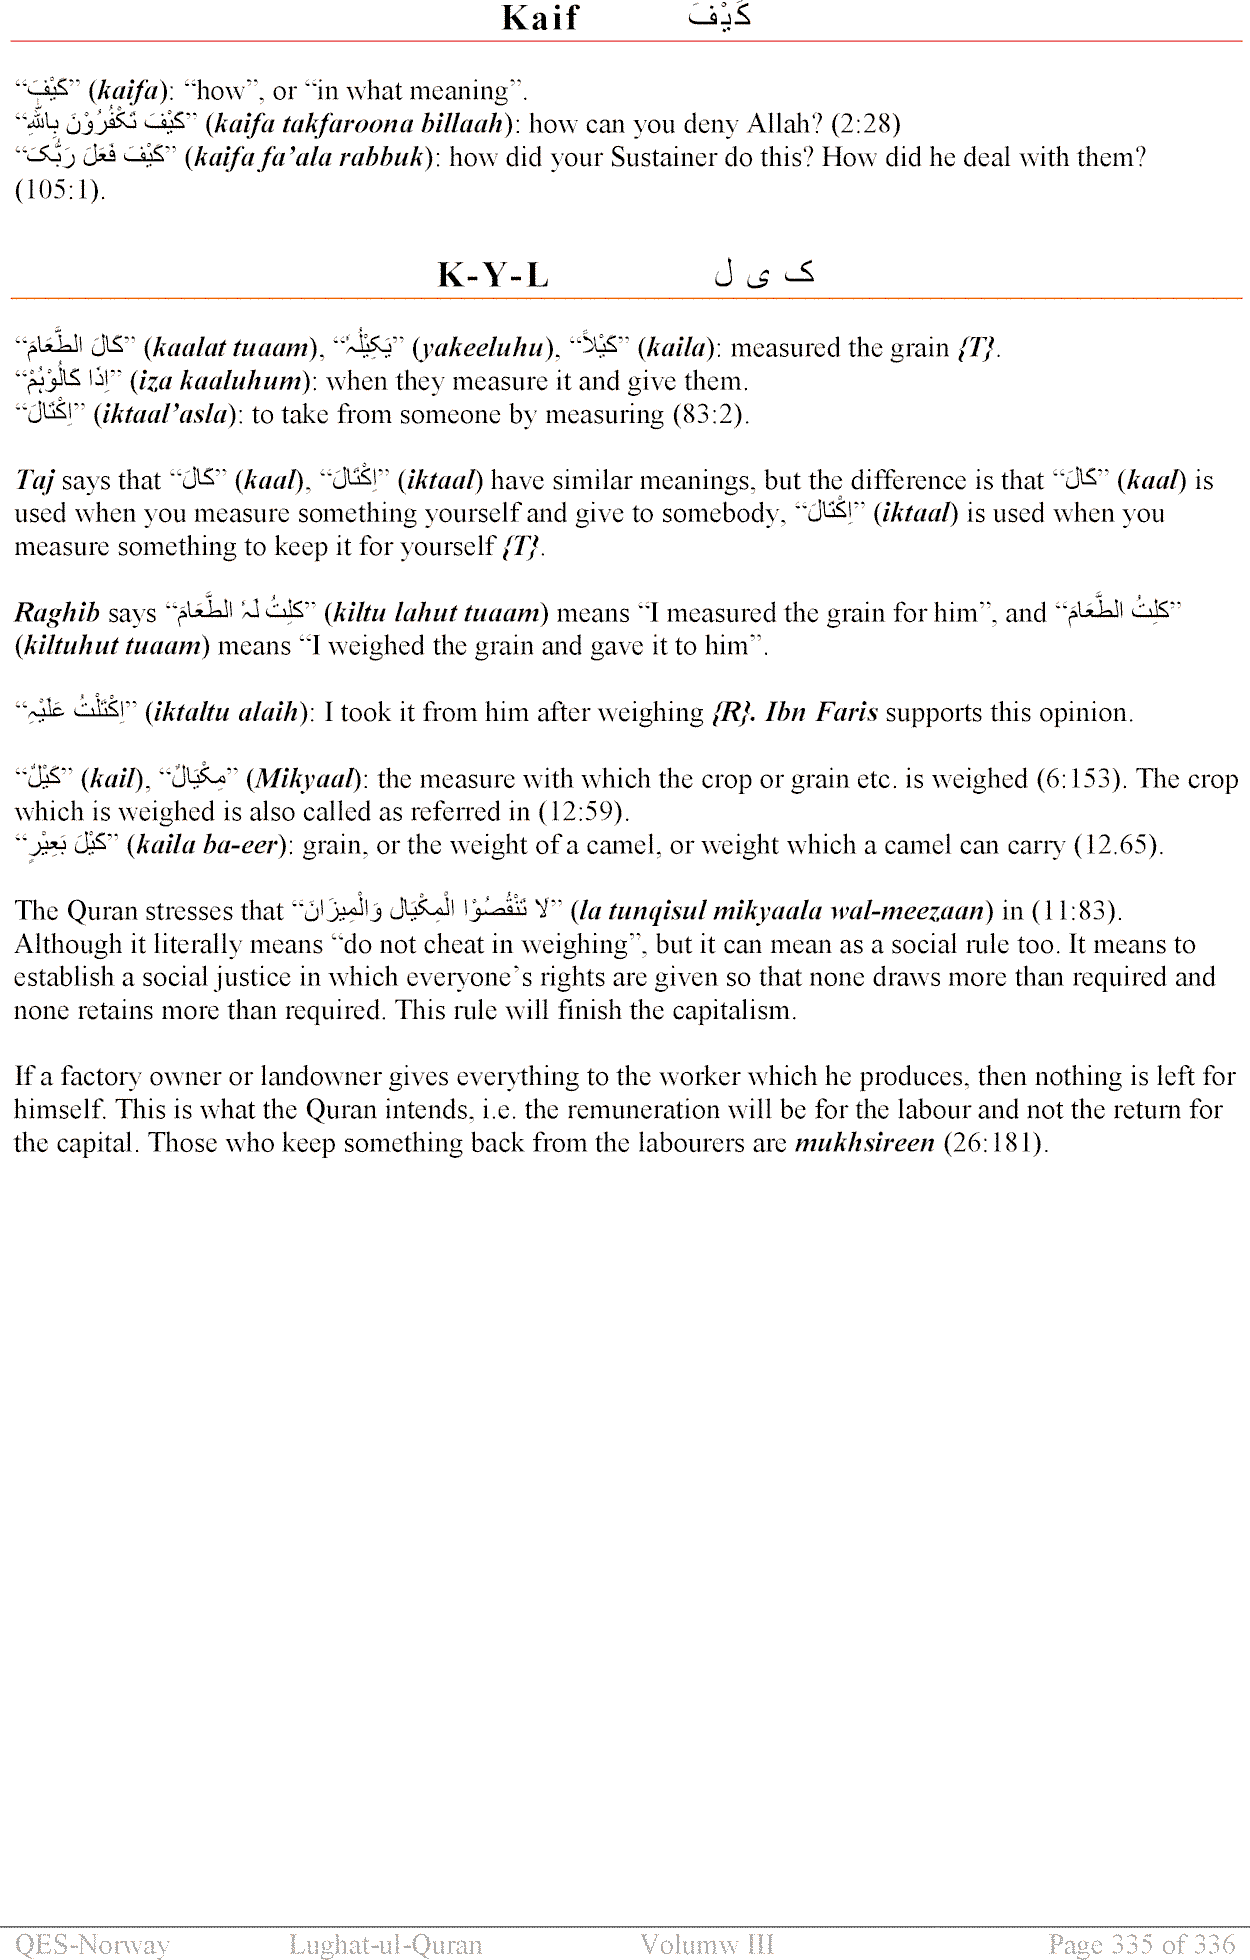 Kaif كَيْفَ
“كَيْفَ” (kaifa): “how”, or “in what meaning”.
“كَيْفَ تَكْفُرُوْنَ بِاللّٰهِ” (kaifa takfaroona billaah): how can you deny Allah? (2:28)
“كَيْفَ فَعَلَ رَبُّکَ” (kaifa fa’ala rabbuk): how did your Sustainer do this? How did he deal with them?
(105:1).
K-Y-L ک ی ل
“كَالَ الطَّعَامَ” (kaalat tuaam), “يَكِيْلُہٗ” (yakeeluhu), “كَيْلاً” (kaila): measured the grain {T}.
“اِذَا كَالُوْہُمْ” (iza kaaluhum): when they measure it and give them.
“اِكْتَالَ” (iktaal’asla): to take from someone by measuring (83:2).
Taj says that “كَالَ” (kaal), “اِكْتَالَ” (iktaal) have similar meanings, but the difference is that “كَالَ” (kaal) is
used when you measure something yourself and give to somebody, “اِكْتَالَ” (iktaal) is used when you
measure something to keep it for yourself {T}.
Raghib says “كِلْتُ لَہٗ الطَّعَامَ” (kiltu lahut tuaam) means “I measured the grain for him”, and “كِلْتُ الطَّعَامَ”
(kiltuhut tuaam) means “I weighed the grain and gave it to him”.
“اِكْتَلْتُ عَلَيْہِ” (iktaltu alaih): I took it from him after weighing {R}. Ibn Faris supports this opinion.
“كَيْلٌ” (kail), “مِكْيَالٌ” (Mikyaal): the measure with which the crop or grain etc. is weighed (6:153). The crop
which is weighed is also called as referred in (12:59).
“كَيْلَ بَعِيْرٍ” (kaila ba-eer): grain, or the weight of a camel, or weight which a camel can carry (12.65).
The Quran stresses that “لا تَنْقُصُوْا الْمِكْيَال وَالْمِيزَانَ” (la tunqisul mikyaala wal-meezaan) in (11:83).
Although it literally means “do not cheat in weighing”, but it can mean as a social rule too. It means to
establish a social justice in which everyone’s rights are given so that none draws more than required and
none retains more than required. This rule will finish the capitalism.
If a factory owner or landowner gives everything to the worker which he produces, then nothing is left for
himself. This is what the Quran intends, i.e. the remuneration will be for the labour and not the return for
the capital. Those who keep something back from the labourers are mukhsireen (26:181).
QES-Norway Lughat-ul-Quran Volumw III Page 335 of 336